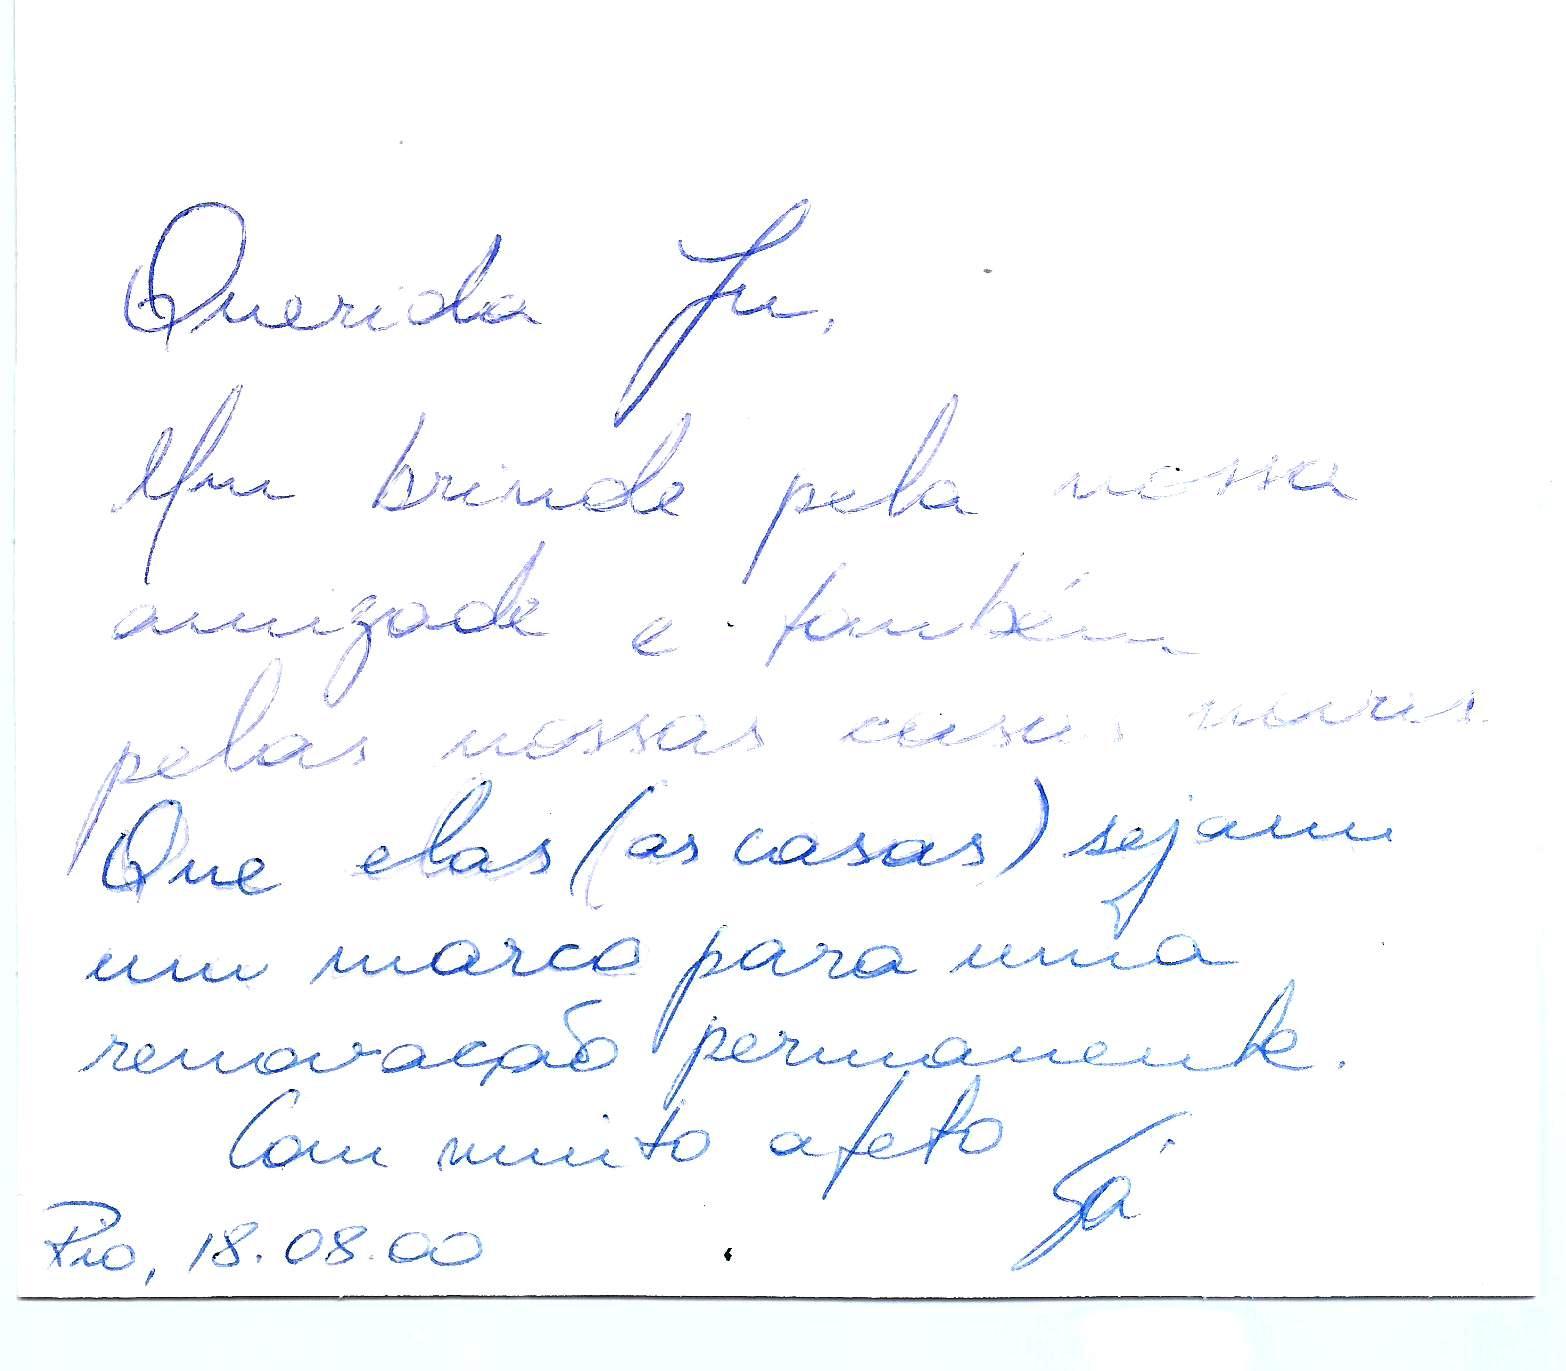 Querida Ju,
Um brinde pela nossa
amizade e também
pelas nossas casas novas.
Que elas (as casas) sejam
um marco para uma
renovação permanente.
Com muito afeto
Rio, 18.08.00